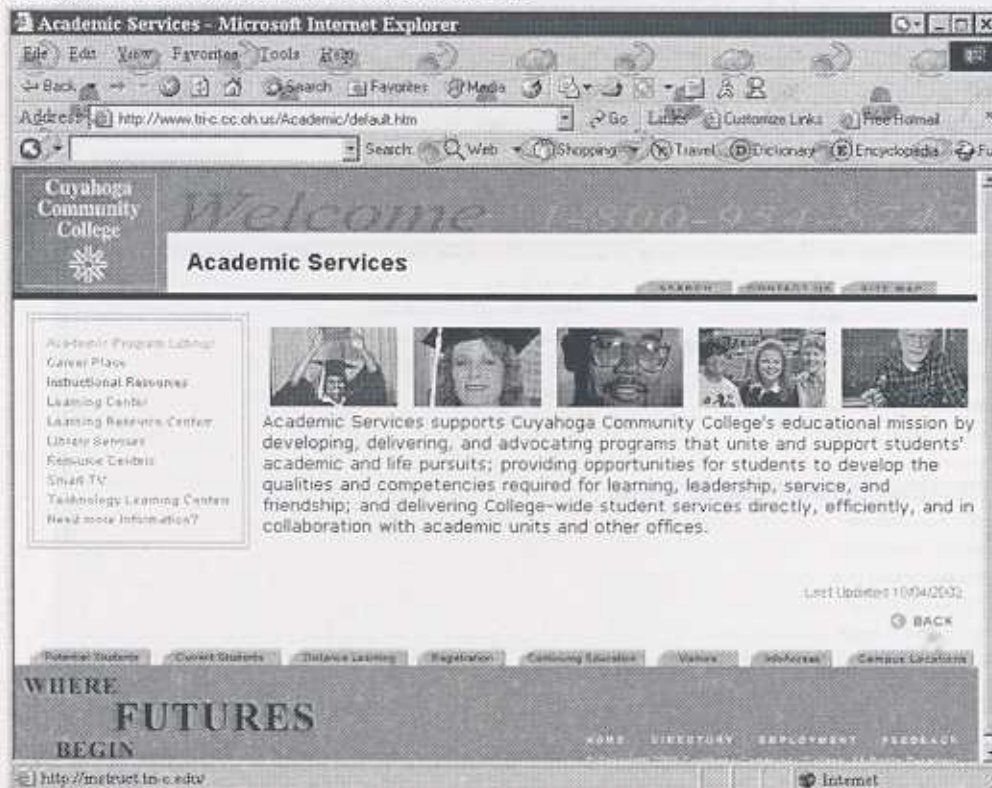 Academic Services - Microsoft Internet Explorer
File Edit View Favorites Tools Help
Back Search Favorites Media
Address http://www.tri-c.cc.oh.us/Academic/default.htm Go Links Customize Links Free Hotmail
Search Web Shopping Travel Dictionary Encyclopedia Fu
Cuyahoga
Community
College
Welcome
Academic Services
SEARCH CONTACT US SITE MAP
Academic Program Listings
Career Place
Instructional Resources
Learning Center
Learning Resource Centers
Library Services
Resource Centers
Smart TV
Technology Learning Centers
Need more Information?
Academic Services supports Cuyahoga Community College's educational mission by
developing, delivering, and advocating programs that unite and support students'
academic and life pursuits; providing opportunities for students to develop the
qualities and competencies required for learning, leadership, service, and
friendship; and delivering College-wide student services directly, efficiently, and in
collaboration with academic units and other offices.
Last Updated 10/04/2002
BACK
Potential Students Current Students Distance Learning Registration Continuing Education Visitors InfoAccess Campus Locations
WHERE
FUTURES
BEGIN
HOME DIRECTORY EMPLOYMENT FEEDBACK
http://instruct.tri-c.edu/ Internet